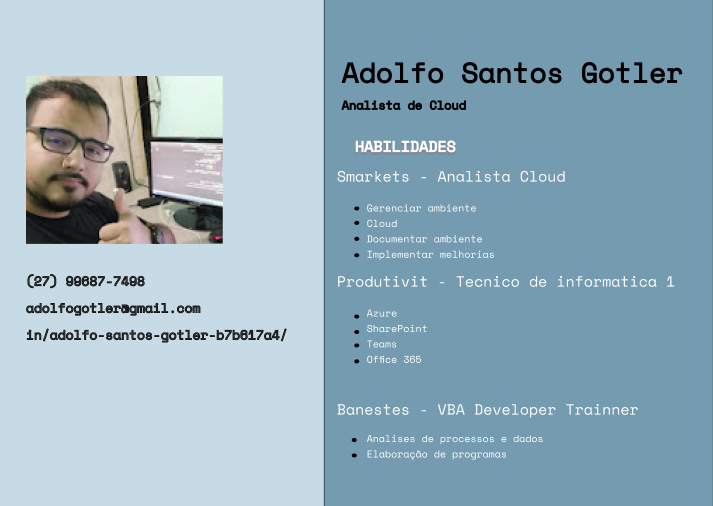 (27) 99687-7498
adolfogotler@gmail.com
in/adolfo-santos-gotler-b7b617a4/
Adolfo Santos Gotler
Analista de Cloud
HABILIDADES
Smarkets - Analista Cloud
Gerenciar ambiente
Cloud
Documentar ambiente
Implementar melhorias
Produtivit - Tecnico de informatica 1
Azure
SharePoint
Teams
Office 365
Banestes - VBA Developer Trainner
Analises de processos e dados
Elaboração de programas